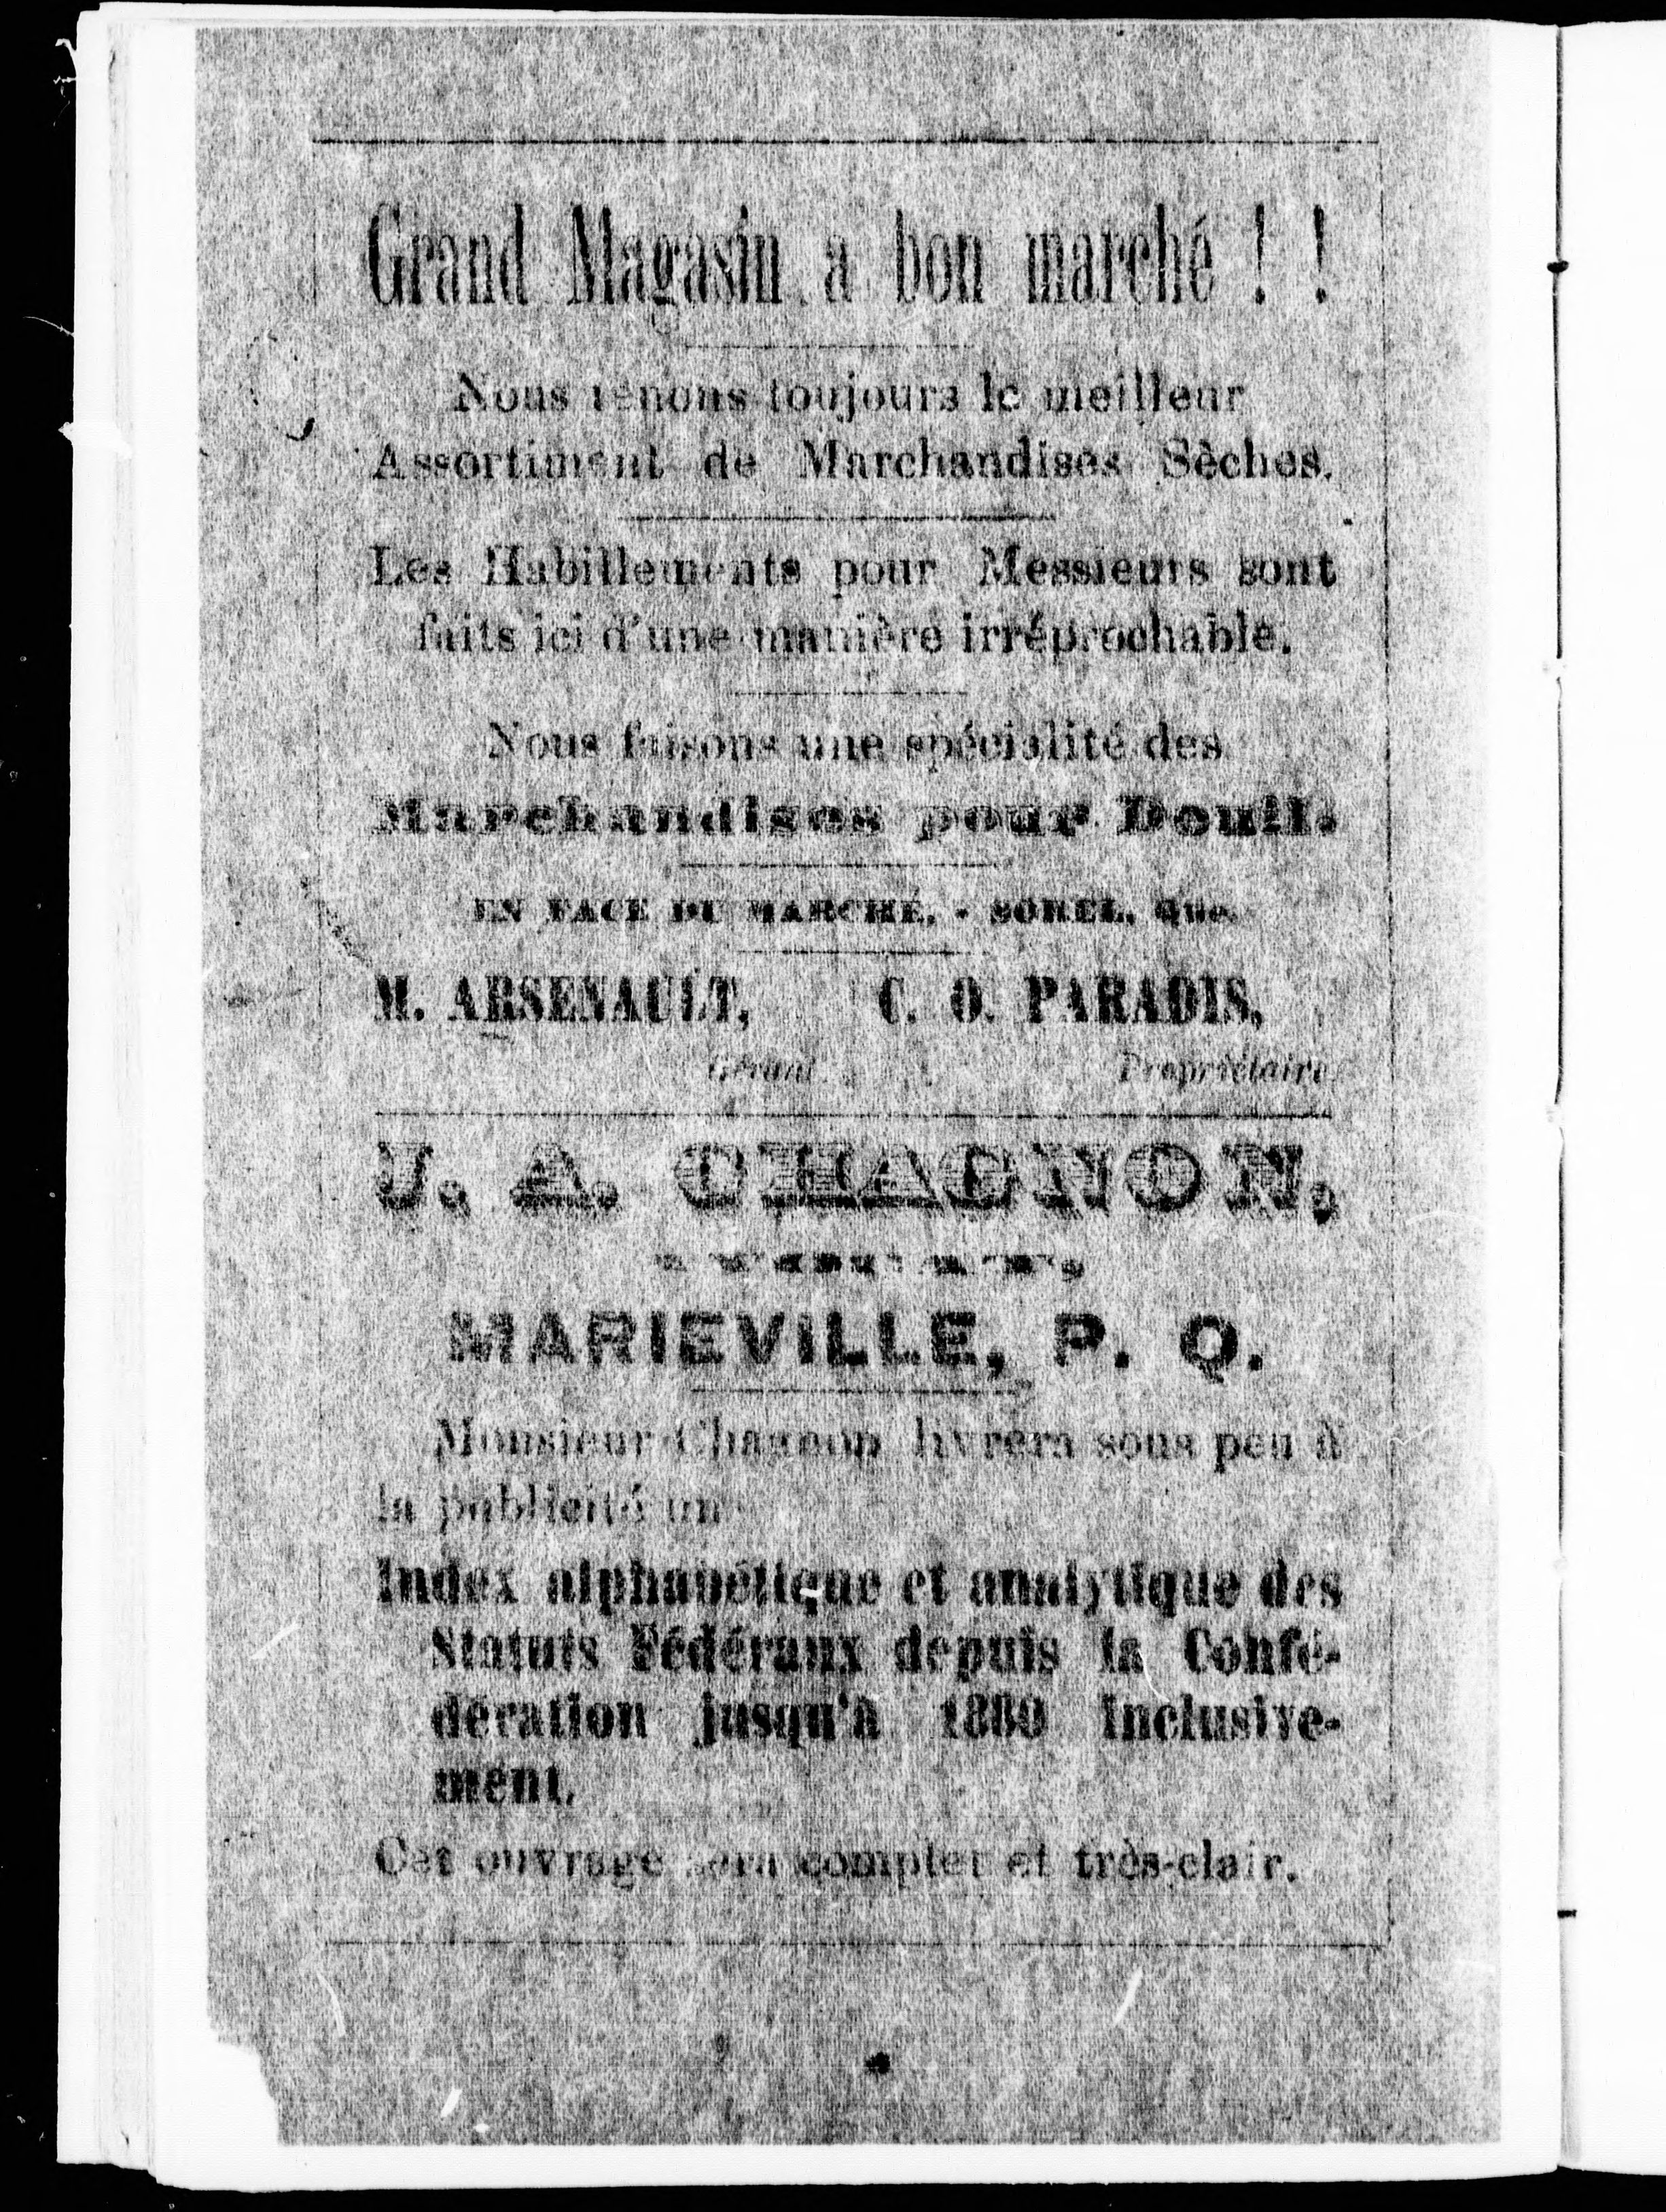 Grand Magasin a bon marché ! !
Nous tenons toujours le meilleur
Assortiment de Marchandises Sèches.
Les Habillements pour Messieurs sont
faits ici d'une manière irréprochable.
Nous faisons une spécialité des
Marchandises pour Deuil.
EN FACE DU MARCHÉ, - SOREL, Que.
M. ARSENAULT, C. O. PARADIS,
Gérant. Propriétaire.
J. A. CHAGNON,
MARIEVILLE, P. Q.
Monsieur Chagnon livrera sous peu à
la publicité un
Index alphabétique et analytique des
Statuts Fédéraux depuis la Confé-
dération jusqu'à 1880 inclusive-
ment.
Cet ouvrage sera complet et très-clair.